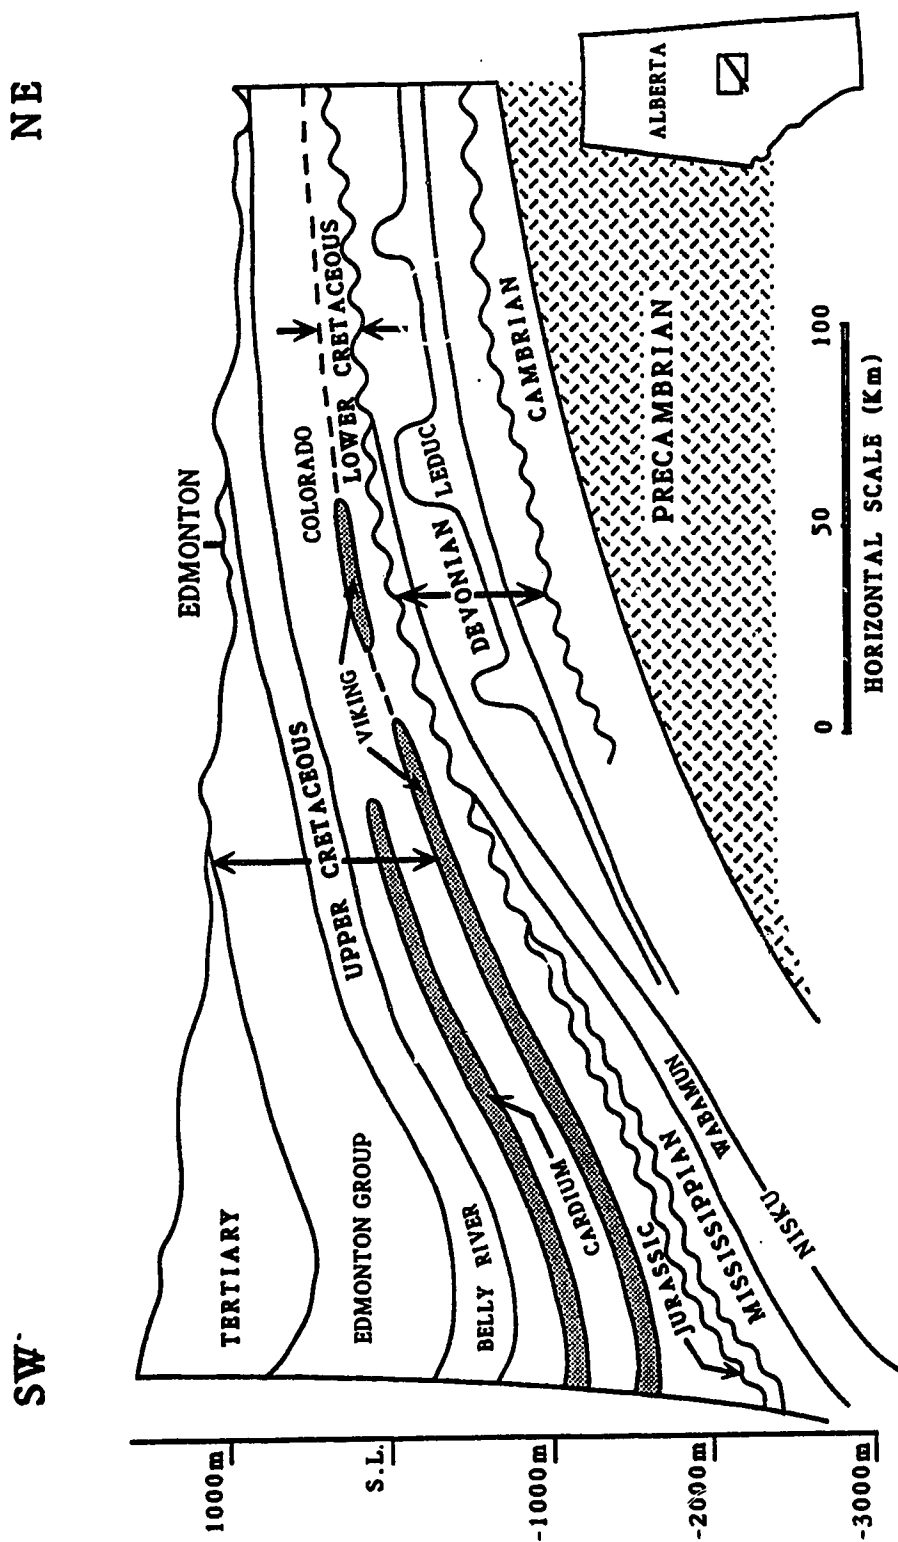 SW
NE
EDMONTON
ALBERTA
TERTIARY
EDMONTON GROUP
BELLY RIVER
UPPER CRETACEOUS
COLORADO
VIKING
LOWER CRETACEOUS
CARDIUM
JURASSIC
MISSISSIPPIAN
WABAMUN
NISKU
DEVONIAN
LEDUC
CAMBRIAN
PRECAMBRIAN
1000m
S.L.
-1000m
-2000m
-3000m
0 50 100
HORIZONTAL SCALE (Km)